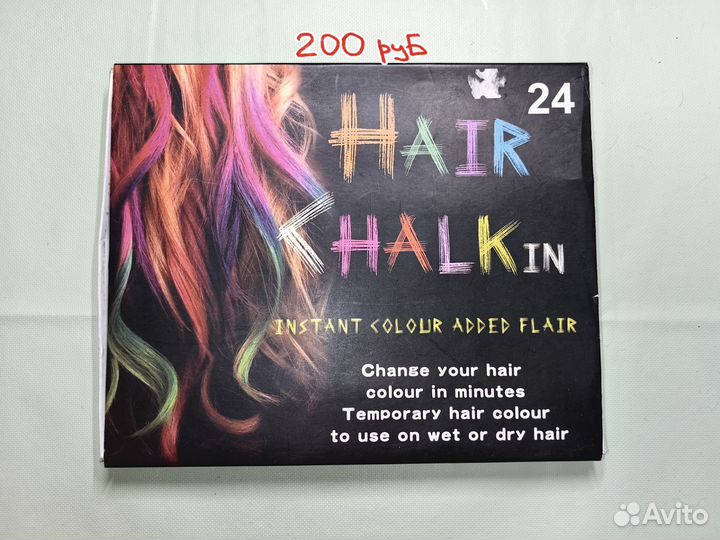 200 руб
24
HAIR
CHALKIN
INSTANT COLOUR ADDED FLAIR
Change your hair
colour in minutes
Temporary hair colour
to use on wet or dry hair
Avito